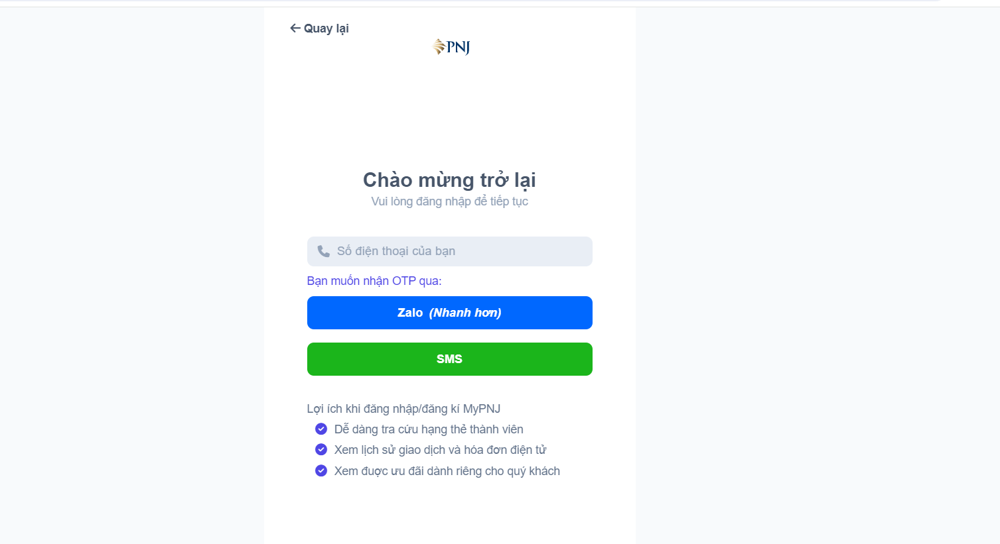 Quay lại
PNJ
Chào mừng trở lại
Vui lòng đăng nhập để tiếp tục
Số điện thoại của bạn
Bạn muốn nhận OTP qua:
Zalo (Nhanh hơn)
SMS
Lợi ích khi đăng nhập/đăng kí MyPNJ
Dễ dàng tra cứu hạng thẻ thành viên
Xem lịch sử giao dịch và hóa đơn điện tử
Xem đuợc ưu đãi dành riêng cho quý khách